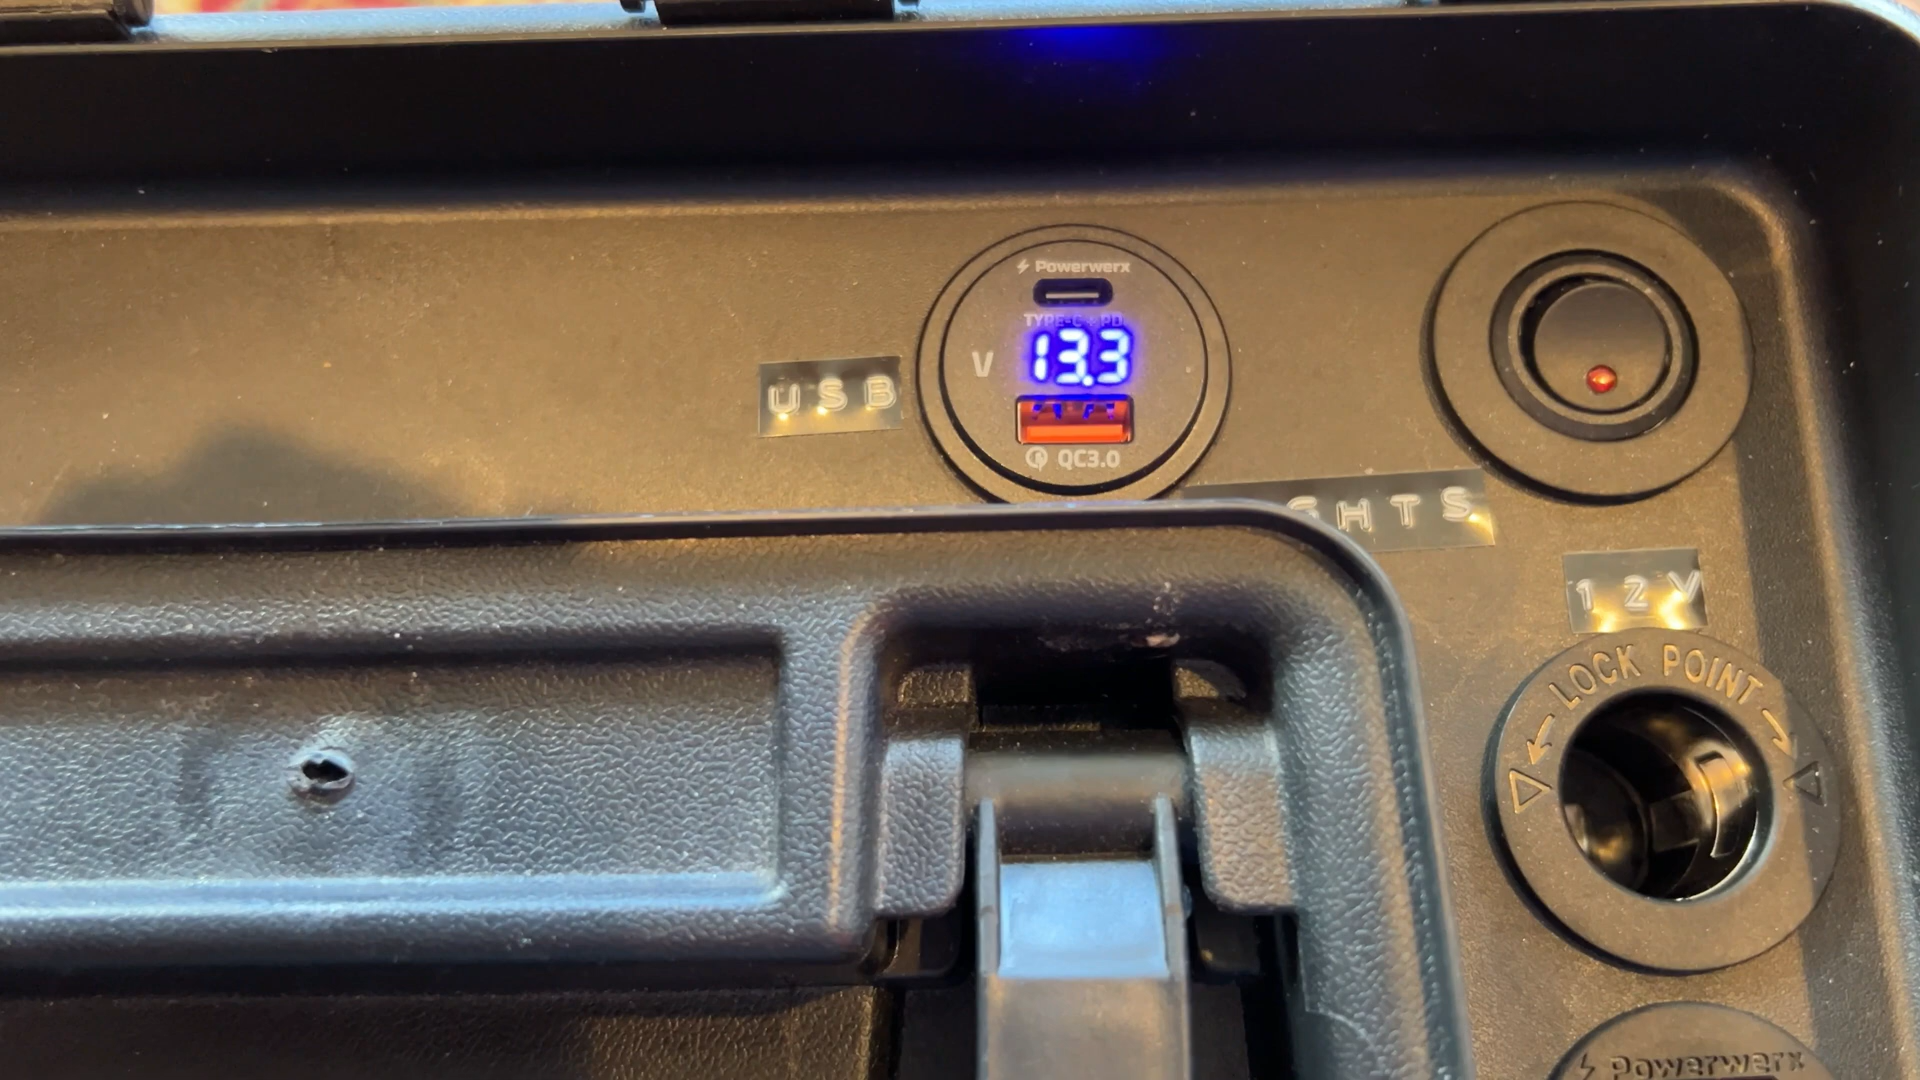 Powerwerx
TYPE-C + PD
V
13.3
USB
QC3.0
GHTS
12V
LOCK POINT
Powerwerx